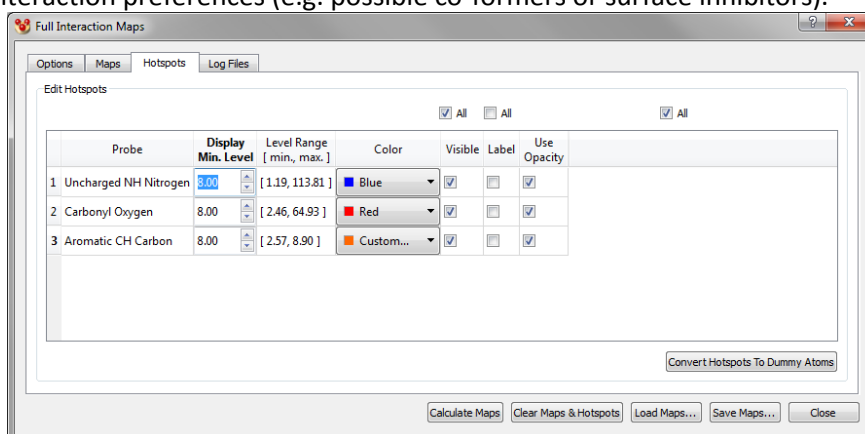 nteraction preferences (e.g. possible co-formers or surface inhibitors).
Full Interaction Maps
Options Maps Hotspots Log Files
Edit Hotspots
All All All
Probe Display Min. Level Level Range [ min., max. ] Color Visible Label Use Opacity
1 Uncharged NH Nitrogen 8.00 [ 1.19, 113.81 ] Blue
2 Carbonyl Oxygen 8.00 [ 2.46, 64.93 ] Red
3 Aromatic CH Carbon 8.00 [ 2.57, 8.90 ] Custom...
Convert Hotspots To Dummy Atoms
Calculate Maps Clear Maps & Hotspots Load Maps... Save Maps... Close